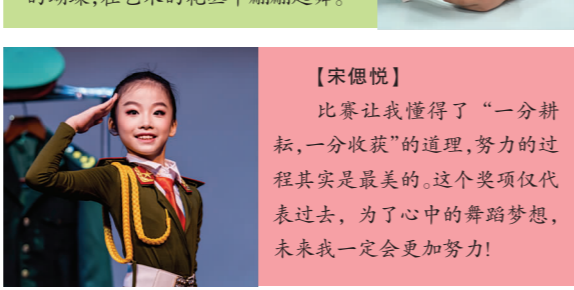 【宋偲悦】
比赛让我懂得了“一分耕
耘，一分收获”的道理，努力的过
程其实是最美的。这个奖项仅代
表过去，为了心中的舞蹈梦想，
未来我一定会更加努力！